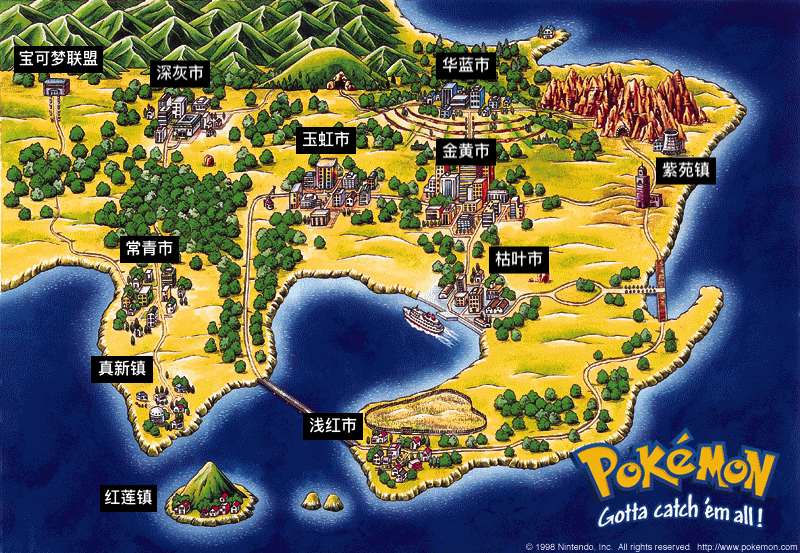 宝可梦联盟
深灰市
华蓝市
玉虹市
金黄市
紫苑镇
常青市
枯叶市
真新镇
浅红市
红莲镇
POKéMON
Gotta catch 'em all!
© 1998 Nintendo, Inc. All rights reserved. http://www.pokemon.com